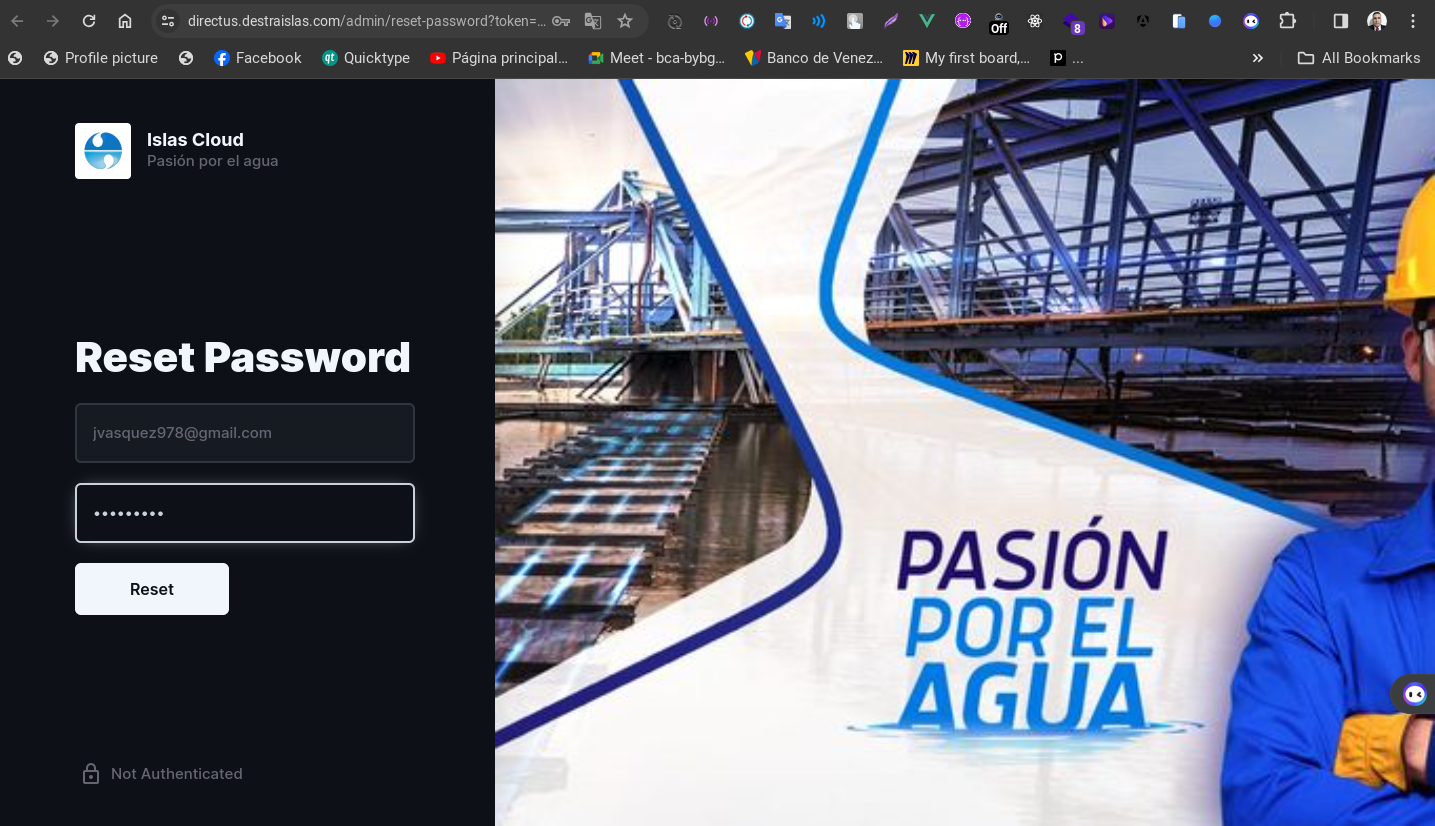 directus.destraislas.com/admin/reset-password?token=...
Off
8
Profile picture
Facebook
qt
Quicktype
Página principal...
Meet - bca-bybg...
Banco de Venez...
My first board,...
P
...
»
All Bookmarks
Islas Cloud
Pasión por el agua
Reset Password
jvasquez978@gmail.com
•••••••••
Reset
Not Authenticated
PASIÓN
POR EL
AGUA